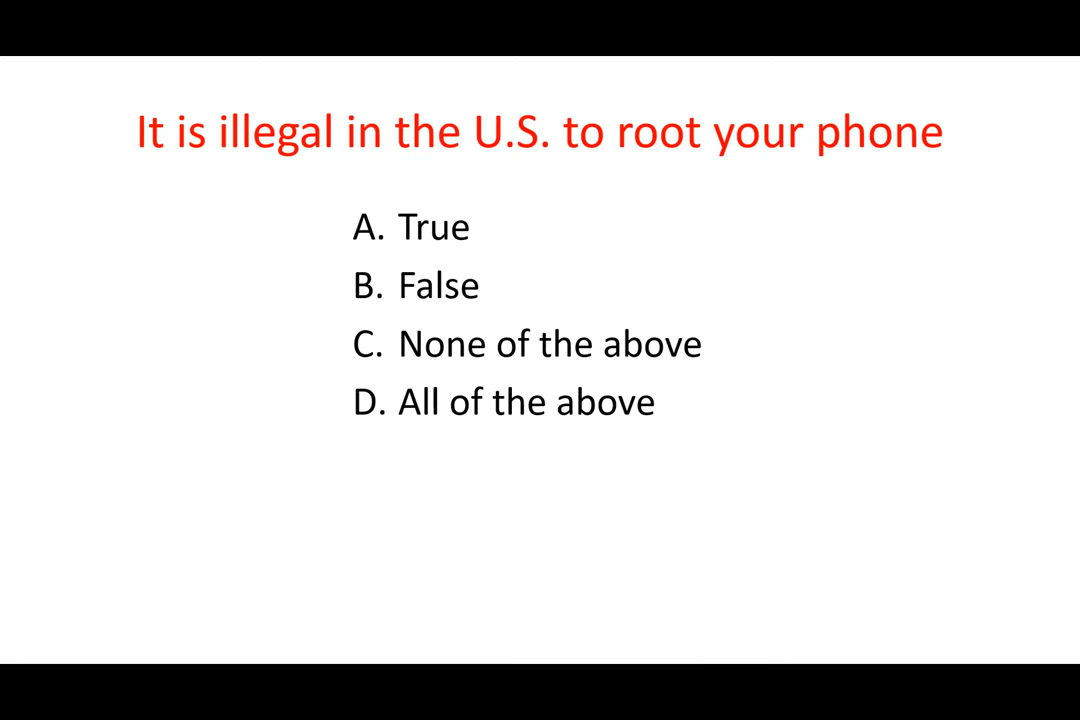 It is illegal in the U.S. to root your phone
A. True
B. False
C. None of the above
D. All of the above